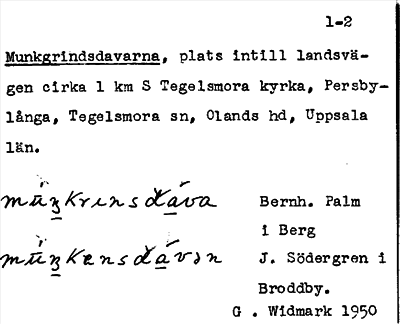 1-2
Munkgrindsdavarna, plats intill landsvä-
gen cirka 1 km S Tegelsmora kyrka, Persby-
långa, Tegelsmora sn, Olands hd, Uppsala
län.
Bernh. Palm
i Berg
J. Södergren i
Broddby.
G . Widmark 1950